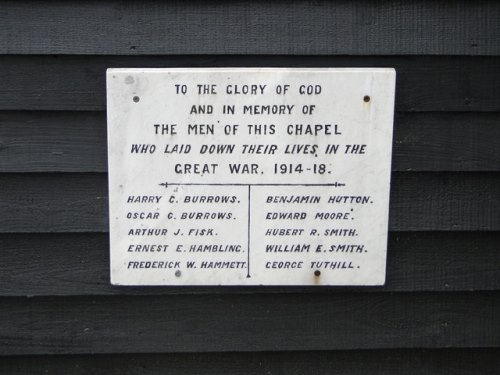 TO THE GLORY OF GOD
AND IN MEMORY OF
THE MEN OF THIS CHAPEL
WHO LAID DOWN THEIR LIVES IN THE
GREAT WAR. 1914-18.
HARRY C. BURROWS.
OSCAR G. BURROWS.
ARTHUR J. FISK.
ERNEST E. HAMBLING.
FREDERICK W. HAMMETT.
BENJAMIN HUTTON.
EDWARD MOORE.
HUBERT R. SMITH.
WILLIAM E. SMITH.
GEORGE TUTHILL.